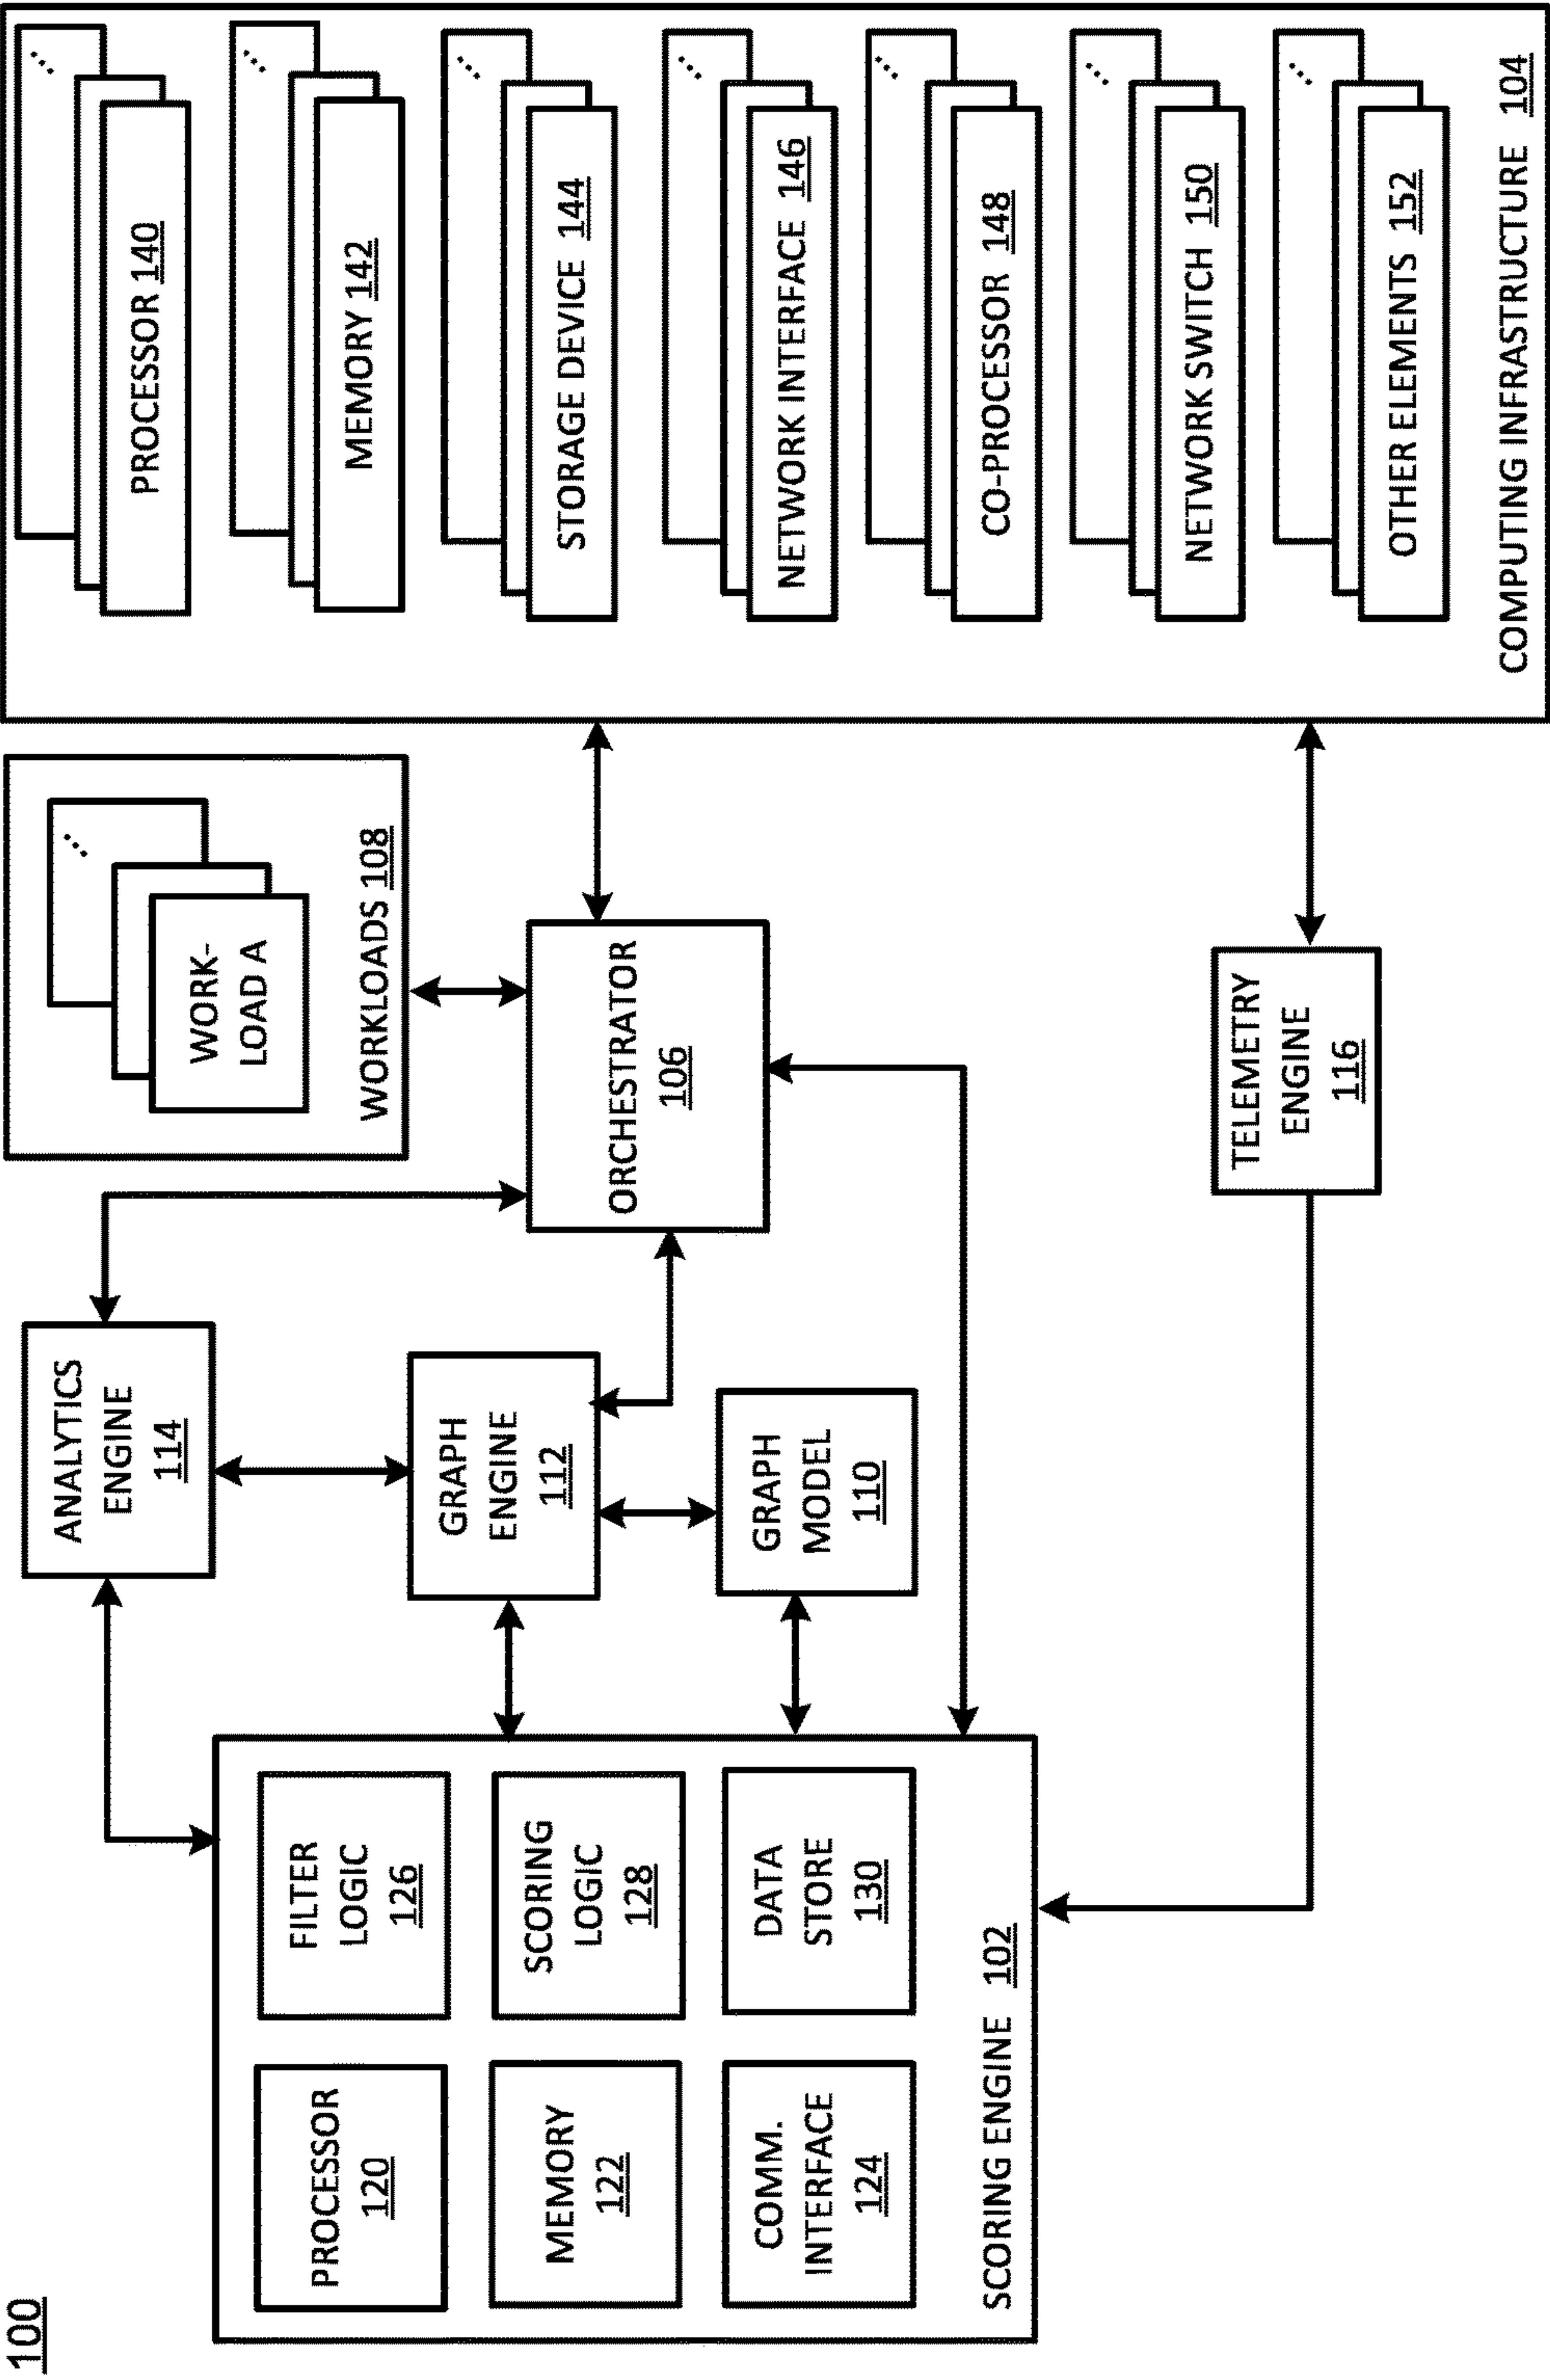 100
PROCESSOR
120
FILTER
LOGIC
126
MEMORY
122
SCORING
LOGIC
128
COMM.
INTERFACE
124
DATA
STORE
130
SCORING ENGINE 102
ANALYTICS
ENGINE
114
GRAPH
ENGINE
112
GRAPH
MODEL
110
WORK-
LOAD A
WORKLOADS 108
ORCHESTRATOR
106
TELEMETRY
ENGINE
116
PROCESSOR 140
MEMORY 142
STORAGE DEVICE 144
NETWORK INTERFACE 146
CO-PROCESSOR 148
NETWORK SWITCH 150
OTHER ELEMENTS 152
COMPUTING INFRASTRUCTURE 104